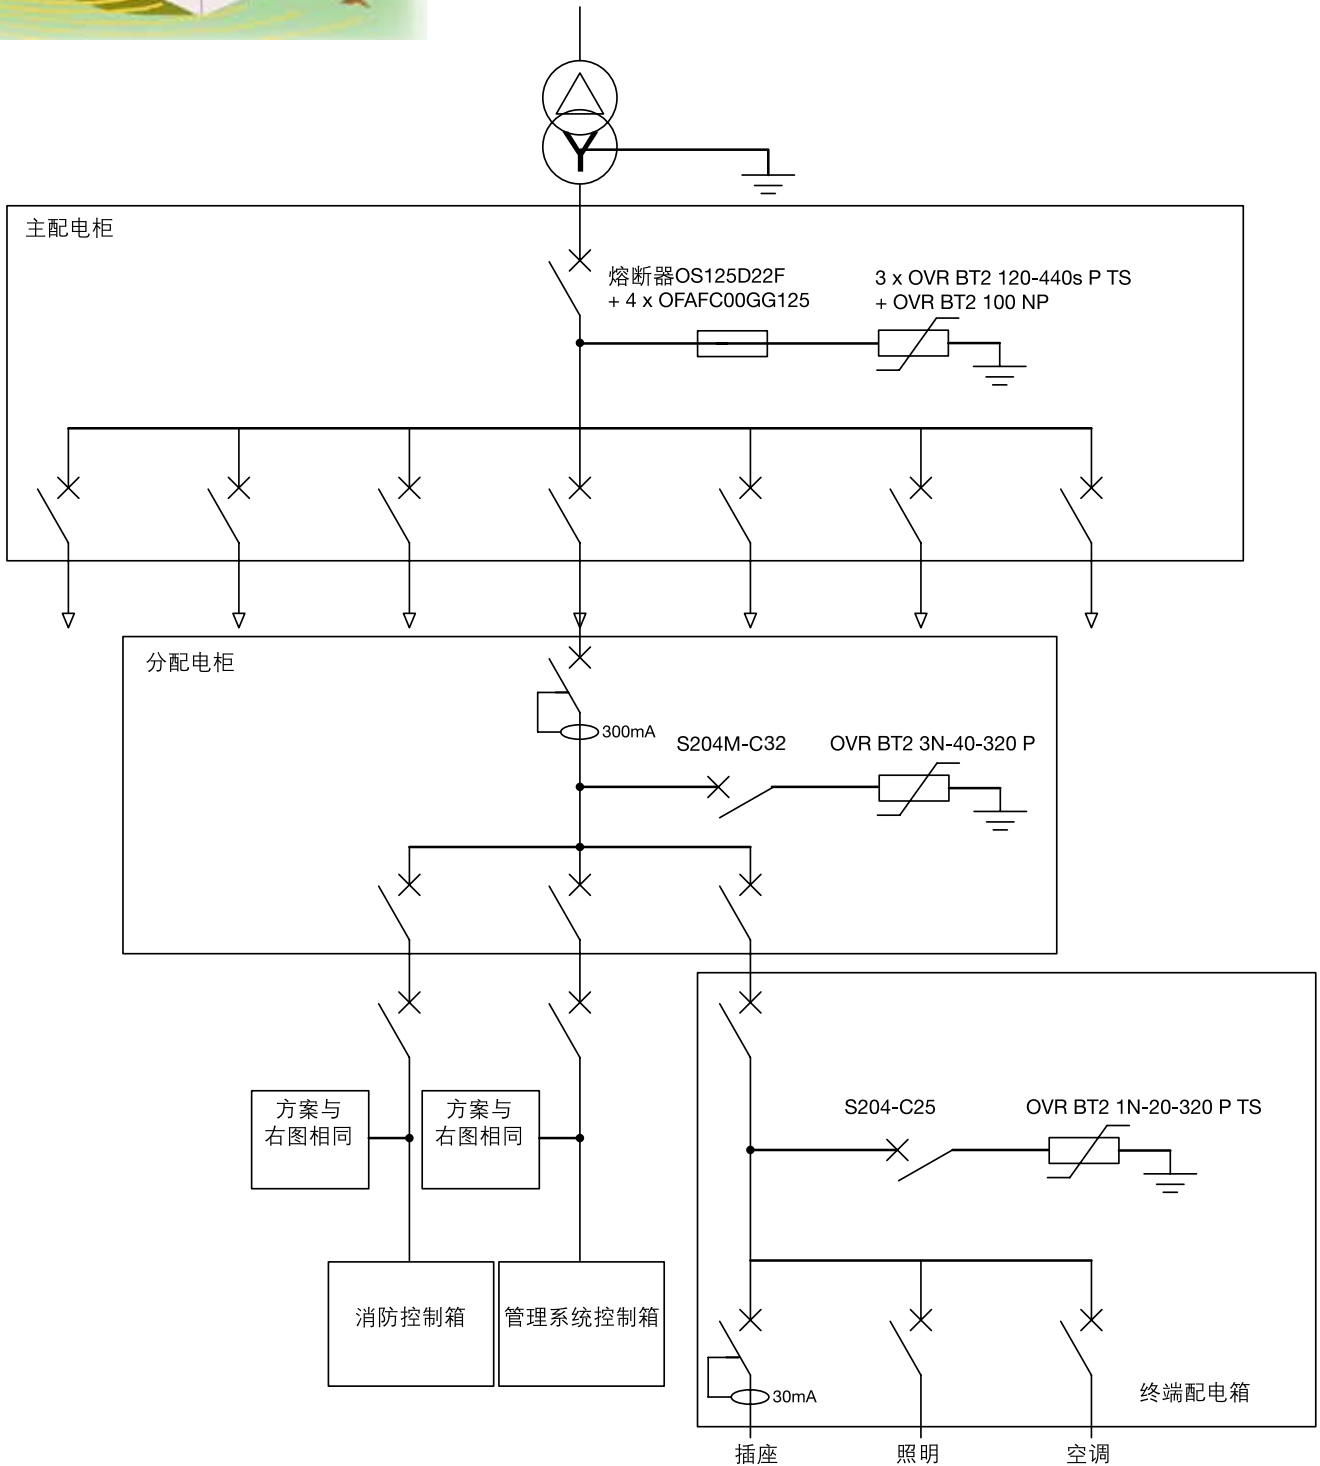 主配电柜
熔断器OS125D22F
+ 4 x OFAFC00GG125
3 x OVR BT2 120-440s P TS
+ OVR BT2 100 NP
分配电柜
300mA
S204M-C32
OVR BT2 3N-40-320 P
方案与
右图相同
方案与
右图相同
S204-C25
OVR BT2 1N-20-320 P TS
消防控制箱
管理系统控制箱
30mA
终端配电箱
插座
照明
空调